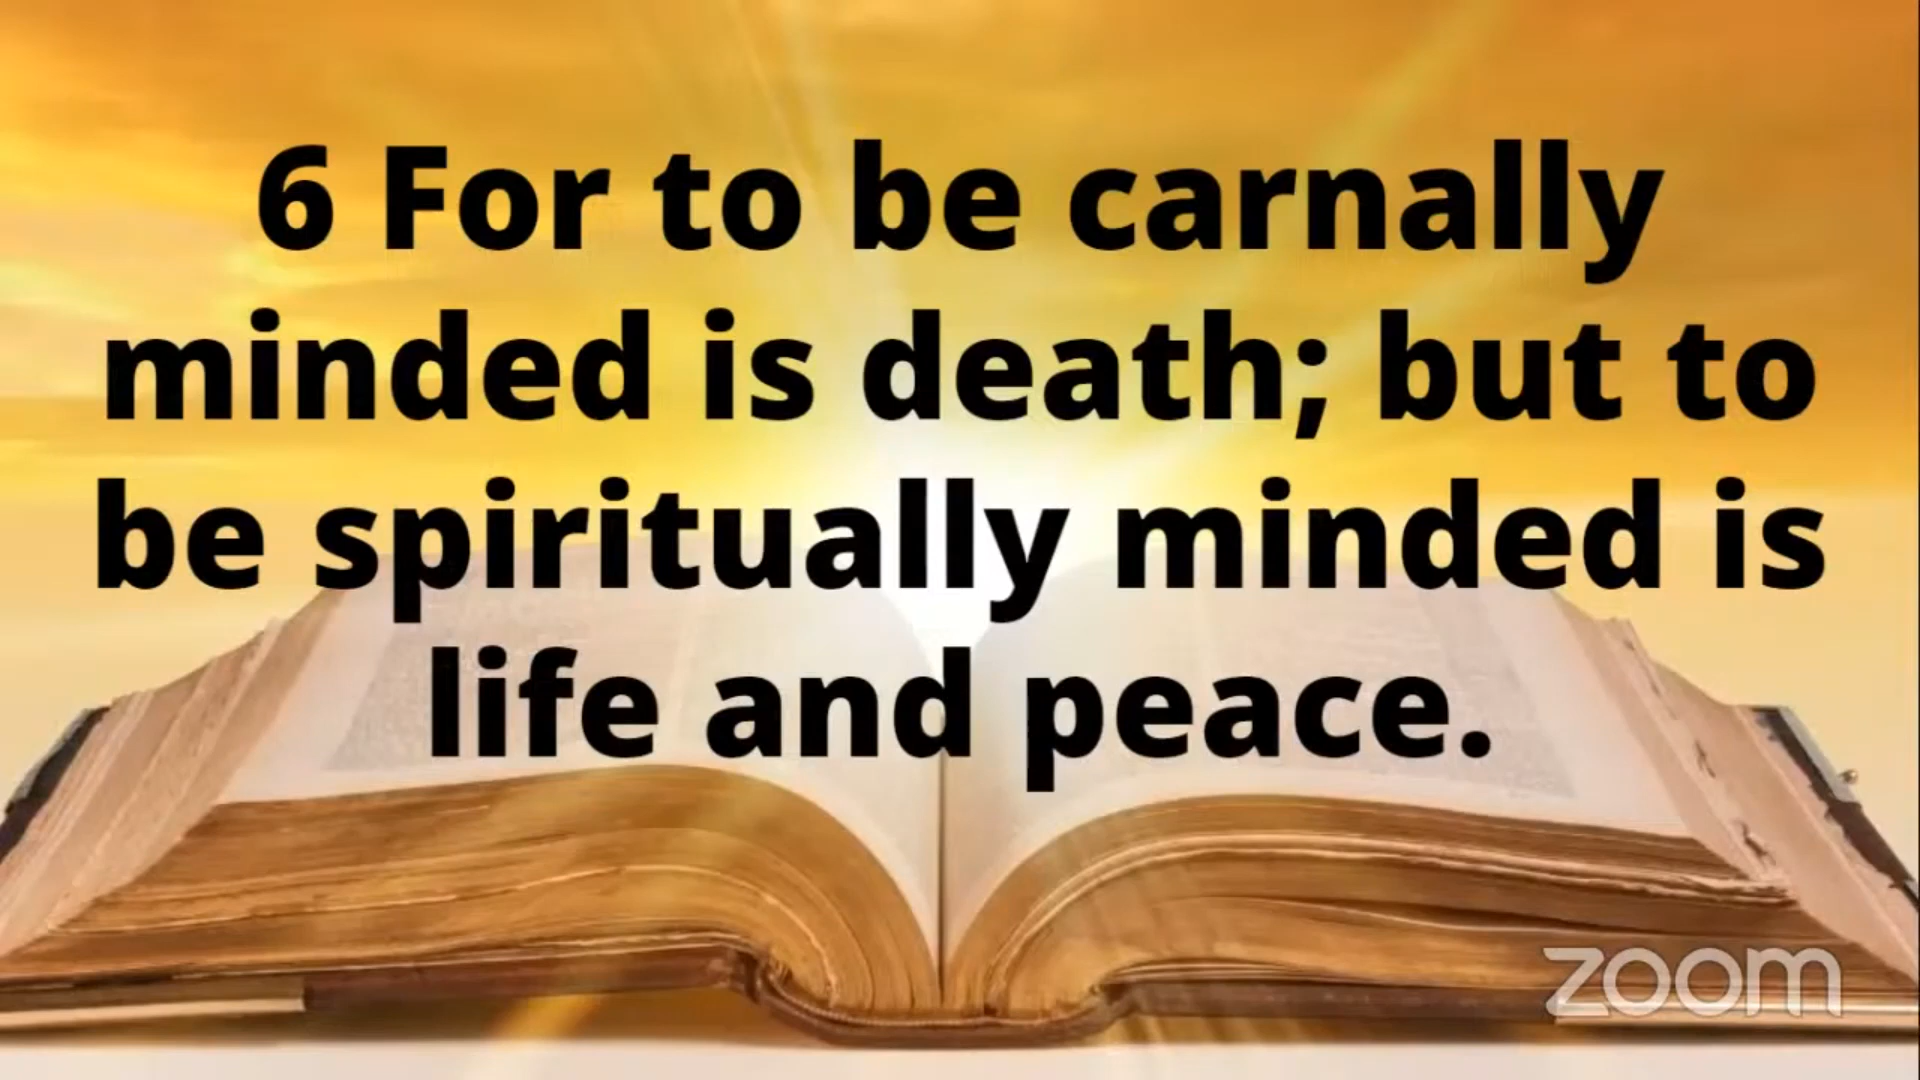 6 For to be carnally
minded is death; but to
be spiritually minded is
life and peace.
zoom